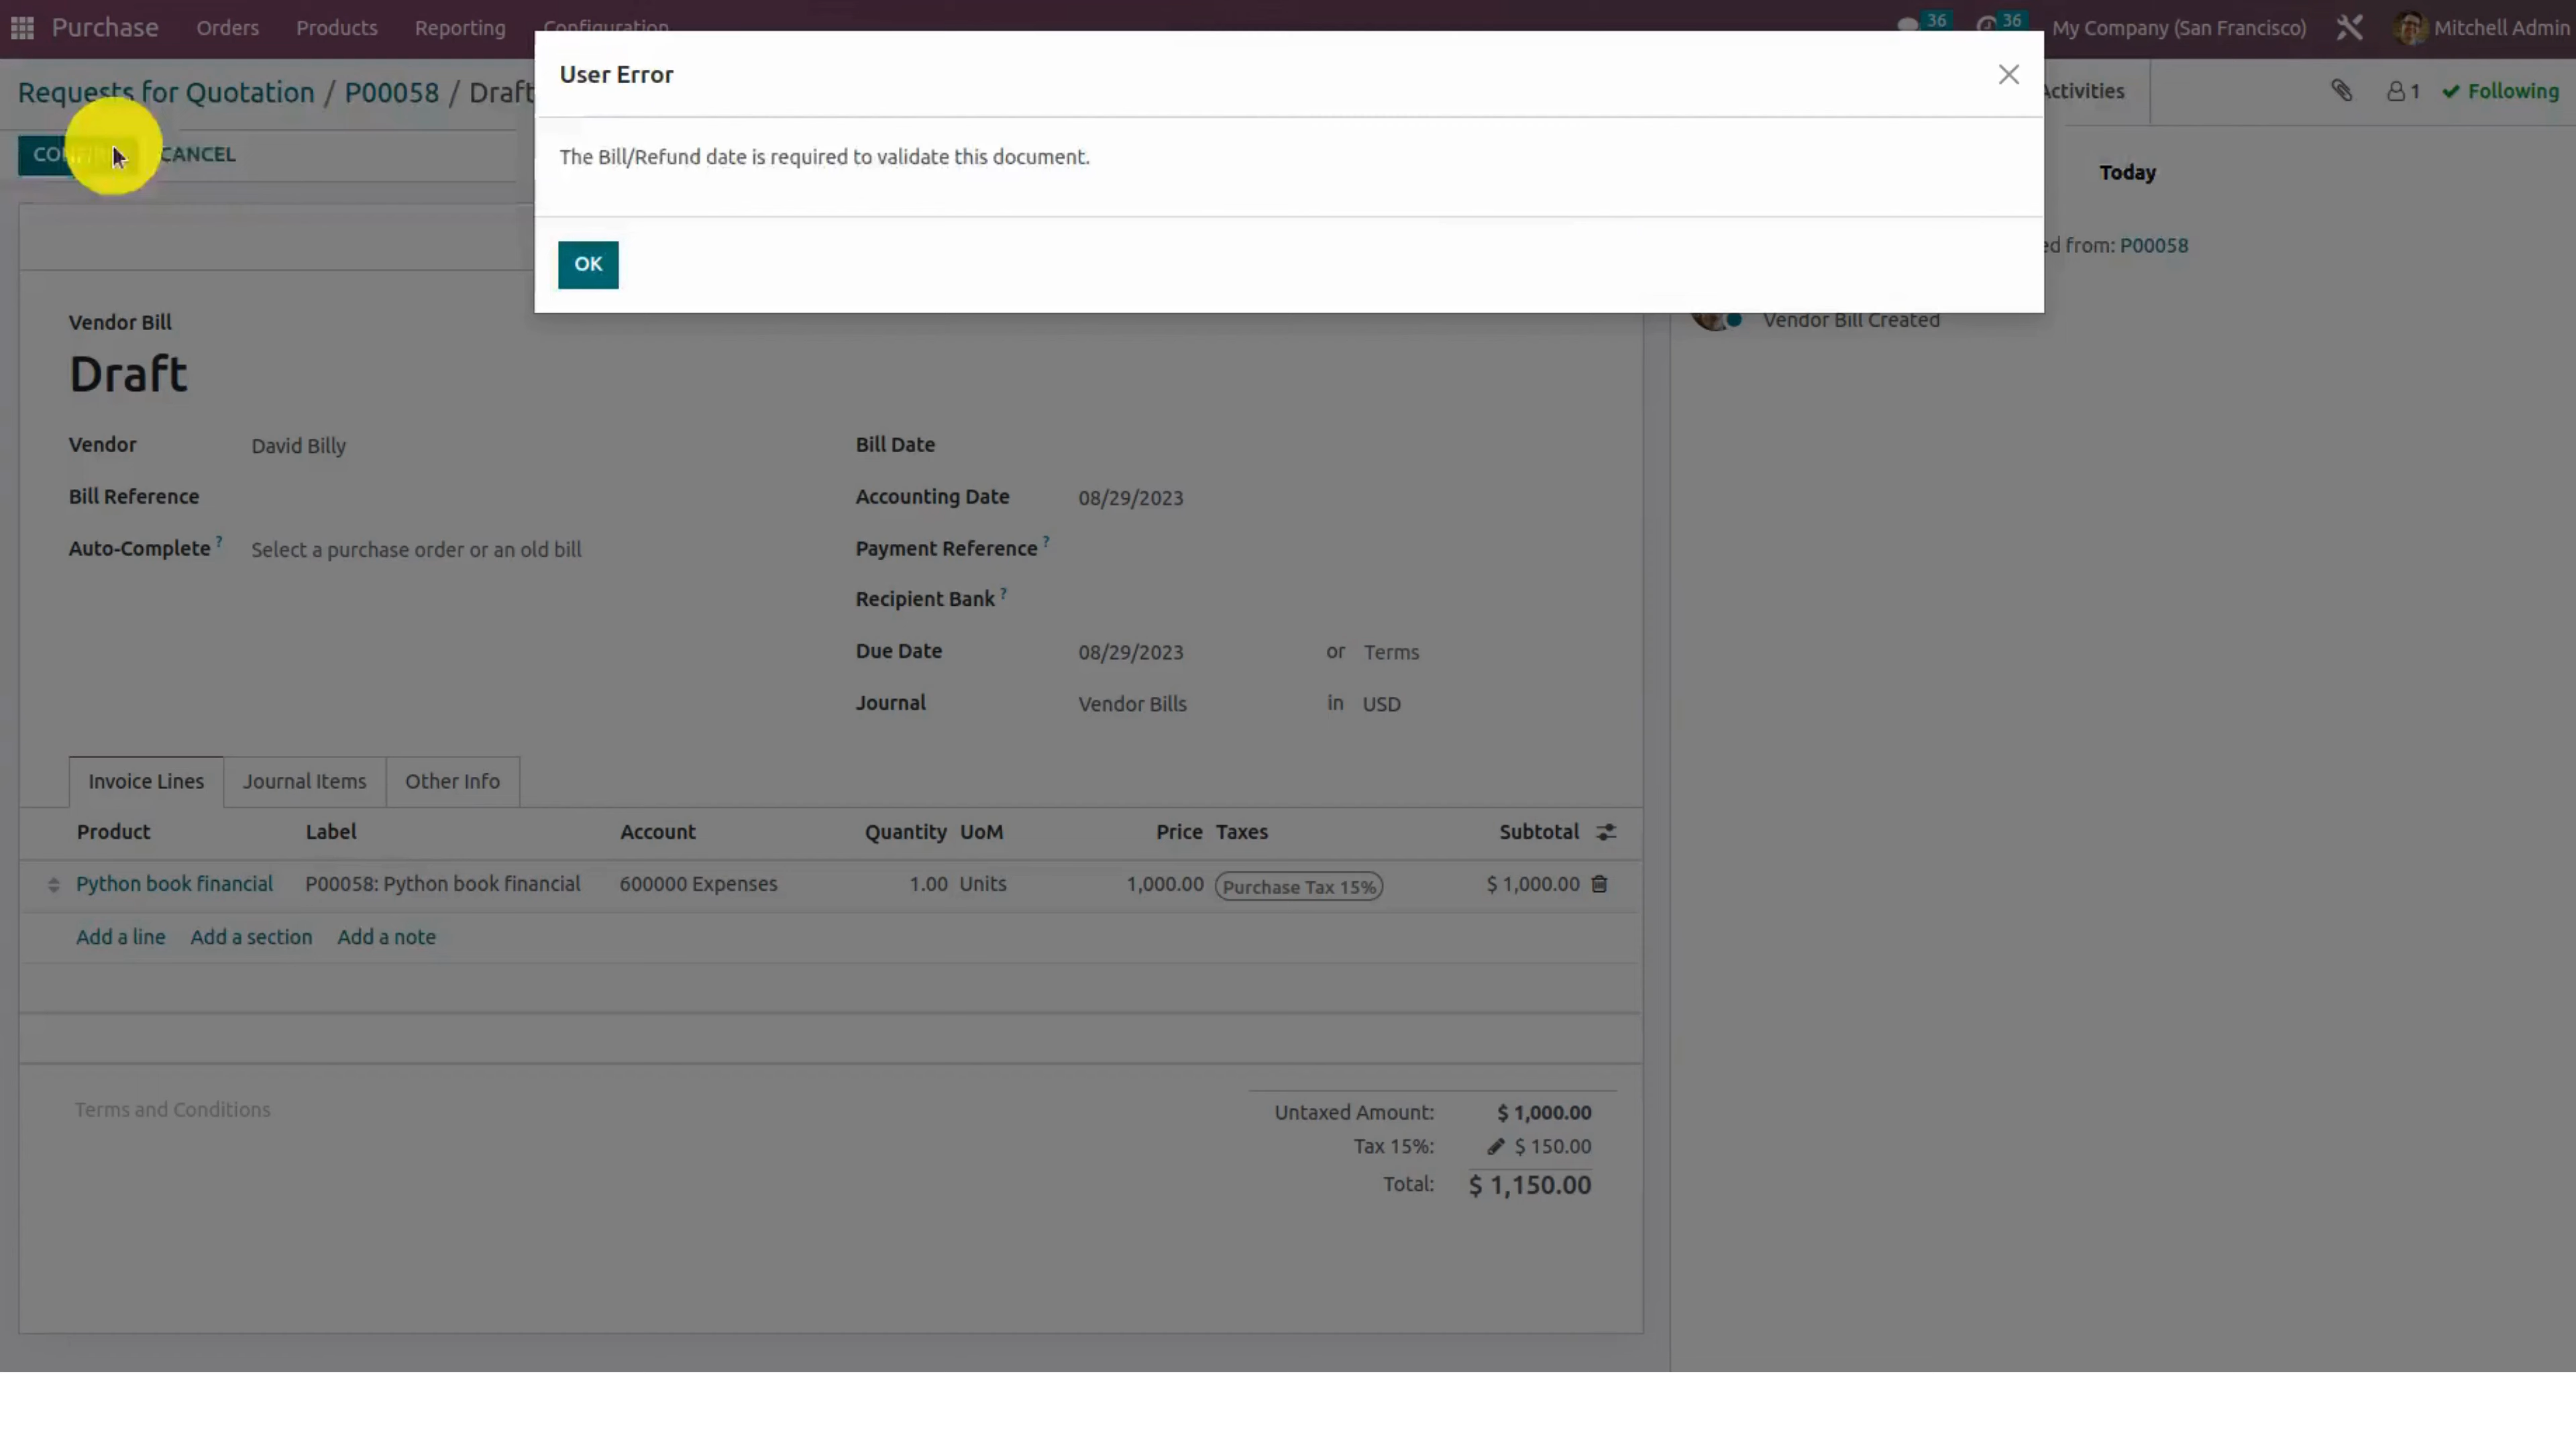 Purchase Orders Products Reporting Configuration 36 36 My Company (San Francisco) Mitchell Admin
User Error
Requests for Quotation / P00058 / Draft
Activities 1 Following
The Bill/Refund date is required to validate this document.
CANCEL
Today
from: P00058
OK
Vendor Bill Created
Vendor Bill
Draft
Vendor David Billy
Bill Date
Bill Reference
Accounting Date 08/29/2023
Auto-Complete ? Select a purchase order or an old bill
Payment Reference ?
Recipient Bank ?
Due Date 08/29/2023 or Terms
Journal Vendor Bills in USD
Invoice Lines Journal Items Other Info
Product Label Account Quantity UoM Price Taxes Subtotal
Python book financial P00058: Python book financial 600000 Expenses 1.00 Units 1,000.00 Purchase Tax 15% $ 1,000.00
Add a line Add a section Add a note
Terms and Conditions
Untaxed Amount: $ 1,000.00
Tax 15%: $ 150.00
Total: $ 1,150.00